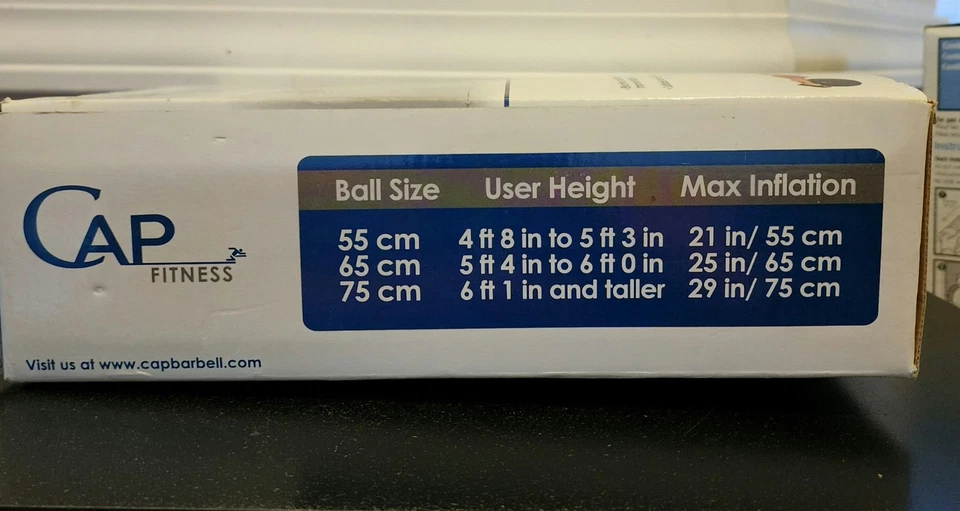 CAP
FITNESS
Visit us at www.capbarbell.com
Ball Size User Height Max Inflation
55 cm 4 ft 8 in to 5 ft 3 in 21 in/ 55 cm
65 cm 5 ft 4 in to 6 ft 0 in 25 in/ 65 cm
75 cm 6 ft 1 in and taller 29 in/ 75 cm